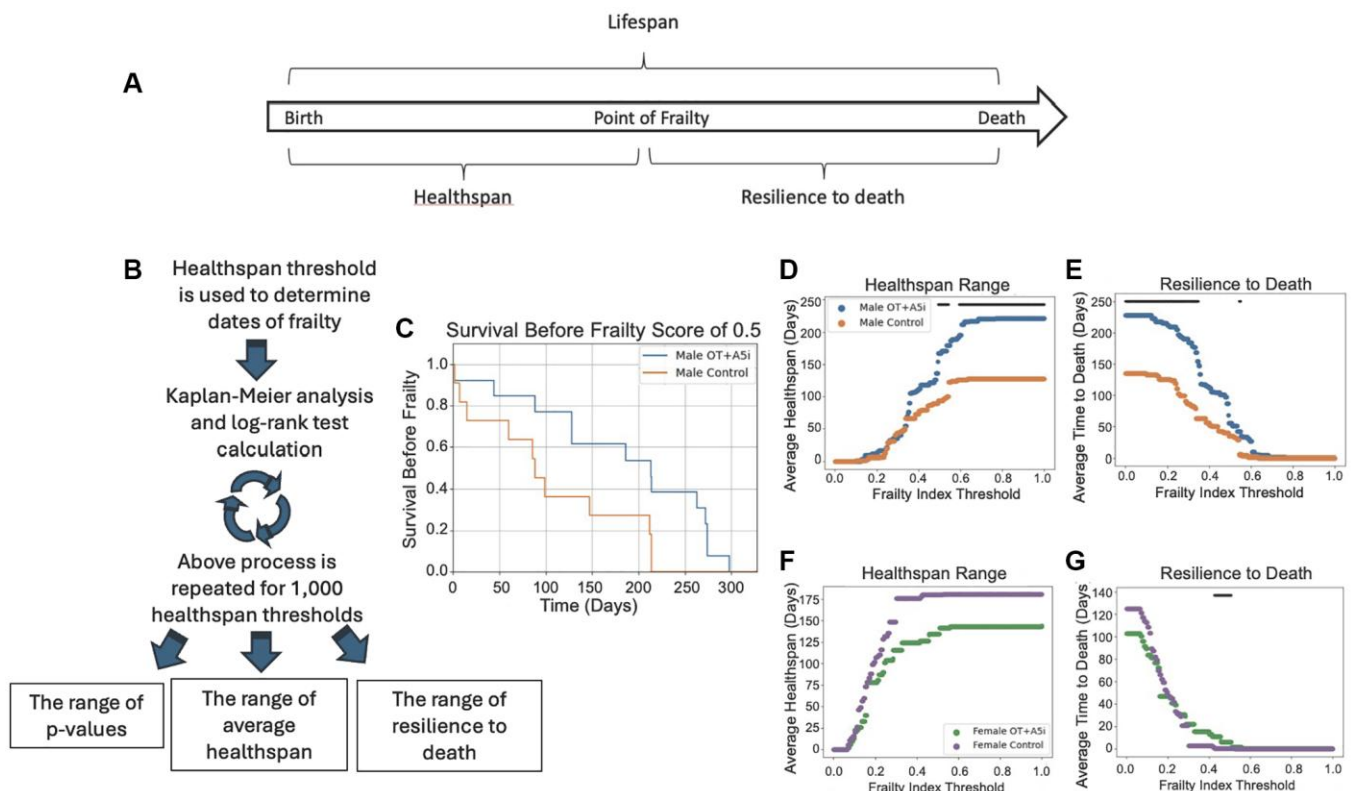 Lifespan
A
Birth
Point of Frailty
Death
Healthspan
Resilience to death
B
Healthspan threshold
is used to determine
dates of frailty
Kaplan-Meier analysis
and log-rank test
calculation
Above process is
repeated for 1,000
healthspan thresholds
The range of
p-values
The range of
average
healthspan
The range of
resilience to
death
C
Survival Before Frailty Score of 0.5
Male OT+A5i
Male Control
Survival Before Frailty
1.0
0.8
0.6
0.4
0.2
0.0
0
50
100
150
200
250
300
Time (Days)
D
Healthspan Range
Male OT+A5i
Male Control
Average Healthspan (Days)
250
200
150
100
50
0
0.0
0.2
0.4
0.6
0.8
1.0
Frailty Index Threshold
E
Resilience to Death
Average Time to Death (Days)
250
200
150
100
50
0
0.0
0.2
0.4
0.6
0.8
1.0
Frailty Index Threshold
F
Healthspan Range
Average Healthspan (Days)
175
150
125
100
75
50
25
0
Female OT+A5i
Female Control
0.0
0.2
0.4
0.6
0.8
1.0
Frailty Index Threshold
G
Resilience to Death
Average Time to Death (Days)
140
120
100
80
60
40
20
0
0.0
0.2
0.4
0.6
0.8
1.0
Frailty Index Threshold